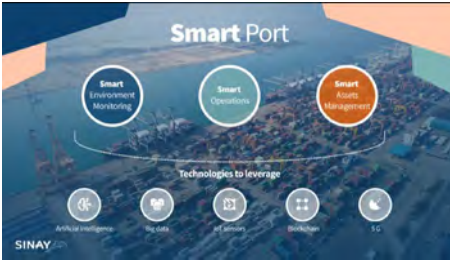 Smart Port
Smart
Environment
Monitoring
Smart
Operations
Smart
Assets
Management
Technologies to leverage
Artificial Intelligence
Big data
IoT sensors
Blockchain
5 G
SINAY